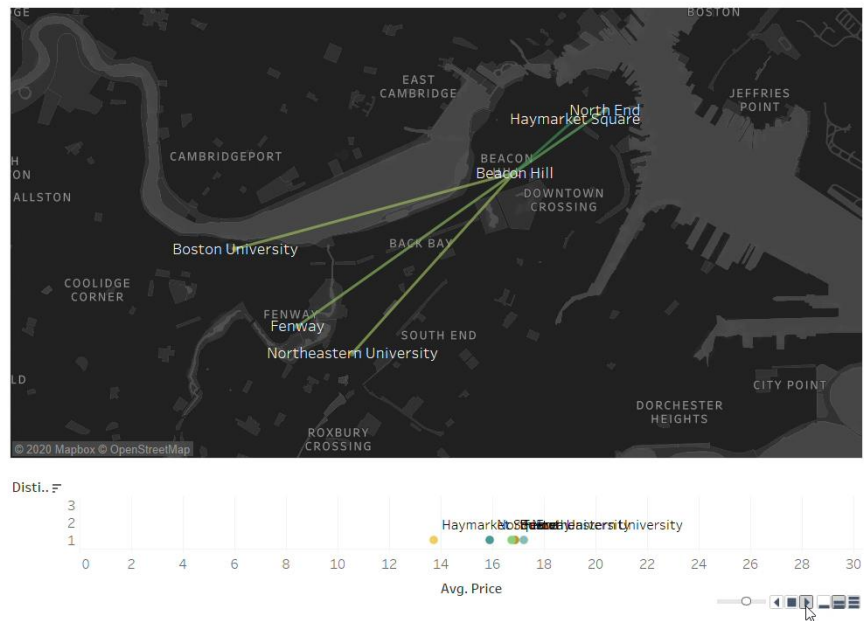 GE
BOSTON
EAST
CAMBRIDGE
JEFFRIES
POINT
North End
Haymarket Square
CAMBRIDGEPORT
H
ON
BEACON
Beacon Hill
ALLSTON
DOWNTOWN
CROSSING
BACK BAY
Boston University
COOLIDGE
CORNER
FENWAY
Fenway
SOUTH END
Northeastern University
LD
CITY POINT
DORCHESTER
HEIGHTS
ROXBURY
CROSSING
© 2020 Mapbox © OpenStreetMap
Disti..
3
2
Haymarket University
1
0 2 4 6 8 10 12 14 16 18 20 22 24 26 28 30
Avg. Price